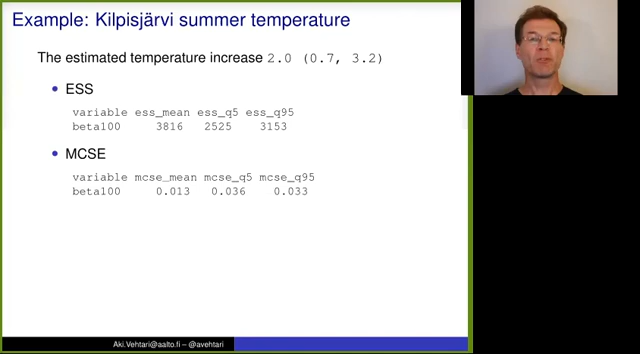 Example: Kilpisjärvi summer temperature
The estimated temperature increase 2.0 (0.7, 3.2)
• ESS
variable ess_mean ess_q5 ess_q95
beta100 3816 2525 3153
• MCSE
variable mcse_mean mcse_q5 mcse_q95
beta100 0.013 0.036 0.033
Aki.Vehtari@aalto.fi – @avehtari